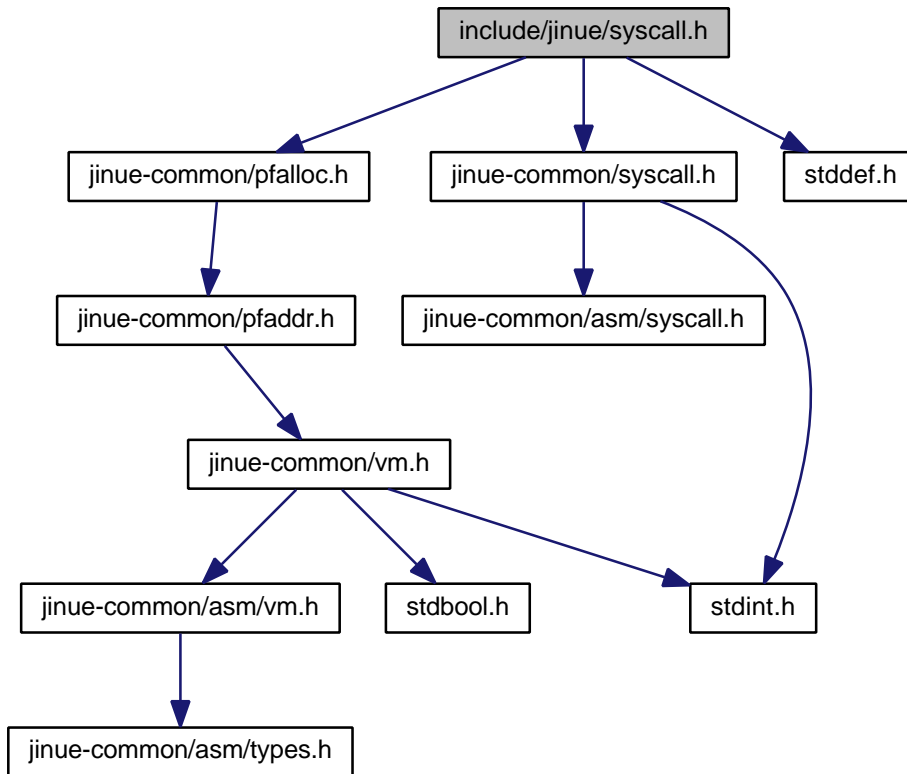 include/jinue/syscall.h
jinue-common/pfalloc.h
jinue-common/syscall.h
stddef.h
jinue-common/pfaddr.h
jinue-common/asm/syscall.h
jinue-common/vm.h
jinue-common/asm/vm.h
stdbool.h
stdint.h
jinue-common/asm/types.h